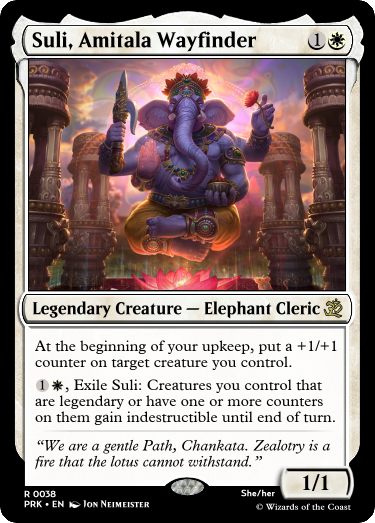 Suli, Amitala Wayfinder 1
Legendary Creature — Elephant Cleric
At the beginning of your upkeep, put a +1/+1
counter on target creature you control.
1, Exile Suli: Creatures you control that
are legendary or have one or more counters
on them gain indestructible until end of turn.
“We are a gentle Path, Chankata. Zealotry is a
fire that the lotus cannot withstand.”
1/1
R 0038 She/her
PRK • EN Jon Neimeister © Wizards of the Coast